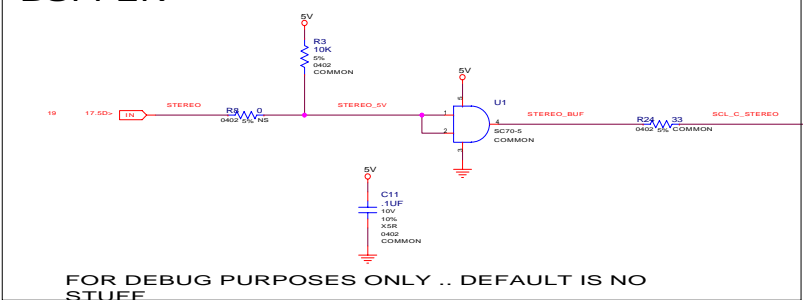 5V
R3
10K
5%
0402
COMMON
5V
19 17.5D> IN STEREO R8 0 STEREO_5V 1 5 U1 STEREO_BUF R24 33 SCL_C_STEREO
0402 5% NS 2 4 0402 5% COMMON
SC70-5
COMMON
3
5V
C11
.1UF
10V
10%
X5R
0402
COMMON
FOR DEBUG PURPOSES ONLY .. DEFAULT IS NO